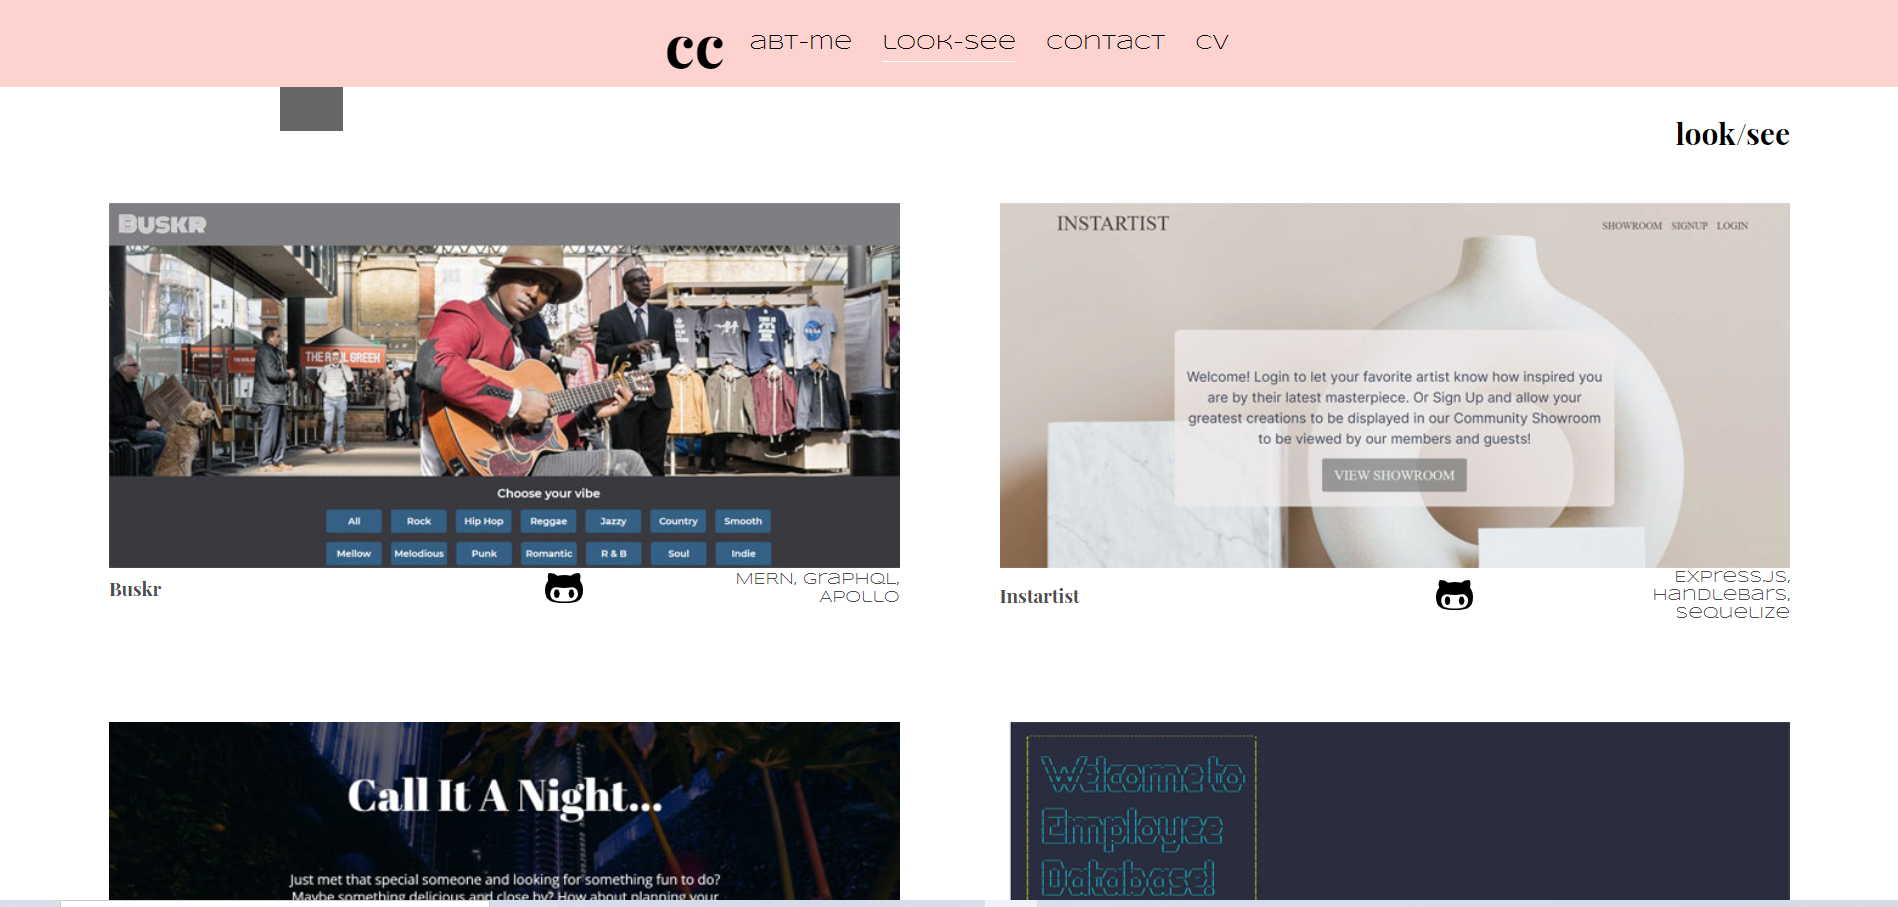 cc aBT-me LOOK-see conTacT CV
look/see
BUSKR
THE REAL GREEK
NASA
Choose your vibe
All Rock Hip Hop Reggae Jazzy Country Smooth
Mellow Melodious Punk Romantic R & B Soul Indie
Buskr
MERN, GraPHQL,
APOLLO
INSTARTIST
SHOWROOM SIGNUP LOGIN
Welcome! Login to let your favorite artist know how inspired you
are by their latest masterpiece. Or Sign Up and allow your
greatest creations to be displayed in our Community Showroom
to be viewed by our members and guests!
VIEW SHOWROOM
Instartist
EXPress.JS,
HanDLeBars,
sequeLIZe
Call It A Night...
Just met that special someone and looking for something fun to do?
Maybe something delicious and close by? How about planning your
Welcome to
Employee
Database!